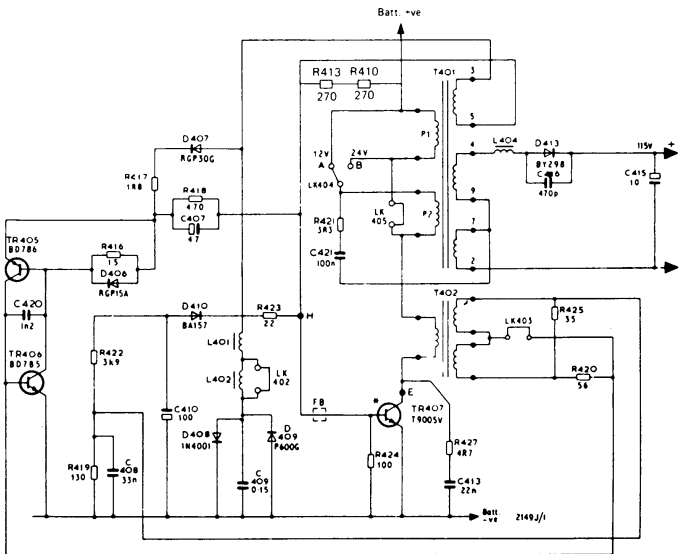 Batt. +ve
R413 R410
270 270
T401
3
5
D407
RGP30G
P1
L404
D413
115V
+
4
BY298
C416
470p
C415
10
12V
24V
A
B
LK404
R417
1R8
R418
470
C407
47
9
7
2
R421
3R3
LK
405
P2
TR405
BD786
R416
15
D406
RGP15A
C421
100n
T402
C420
1n2
D410
BA157
R423
22
H
R425
35
LK403
L401
TR406
BD785
R422
3k9
L402
LK
402
R420
56
E
FB
*
TR407
T9005V
C410
100
D408
1N4001
D
409
P600G
R427
4R7
R419
130
C
408
33n
R424
100
C
409
0·15
C413
22n
Batt.
-ve
2149J/1